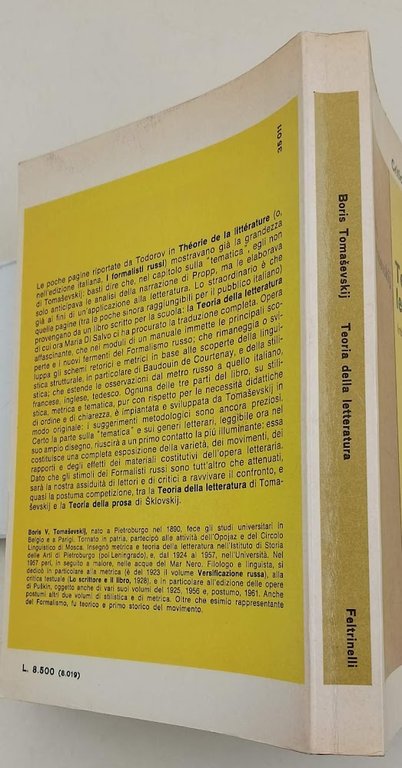 35011
Le poche pagine riportate da Todorov in Théorie de la littérature (o,
nell'edizione italiana, I formalisti russi) mostravano già la grandezza
di Tomaševskij: basti dire che, nel capitolo sulla "tematica", egli non
solo anticipava le analisi della narrazione di Propp, ma le elaborava
già ai fini di un'applicazione alla letteratura. Lo straordinario è che
quelle pagine (tra le poche sinora raggiungibili per il pubblico italiano)
provengano da un libro scritto per la scuola: la Teoria della letteratura
di cui ora Maria Di Salvo ci ha procurato la traduzione completa. Opera
affascinante, che nei moduli di un manuale immette le principali sco-
perte e i nuovi fermenti del Formalismo russo; che rimaneggia o svi-
luppa gli schemi retorici e metrici in base alle scoperte della lingui-
stica strutturale, in particolare di Baudouin de Courtenay, e della stili-
stica; che estende le osservazioni dal metro russo a quello italiano,
francese, inglese, tedesco. Ognuna delle tre parti del libro, su stili-
stica, metrica e tematica, pur con rispetto per le necessità didattiche
di ordine e di chiarezza, è impiantata e sviluppata da Tomaševskij in
modo originale: i suggerimenti metodologici sono ancora preziosi.
Certo la parte sulla "tematica" e sui generi letterari, leggibile ora nel
suo ampio disegno, riuscirà a un primo contatto la più illuminante: essa
costituisce una completa esposizione della varietà, dei movimenti, dei
rapporti e degli effetti dei materiali costitutivi dell'opera letteraria.
Dato che gli stimoli dei Formalisti russi sono tutt'altro che attenuati,
sarà la nostra assiduità di lettori e di critici a ravvivare il confronto, e
quasi la postuma competizione, tra la Teoria della letteratura di Toma-
ševskij e la Teoria della prosa di Šklovskij.
Boris V. Tomaševskij, nato a Pietroburgo nel 1890, fece gli studi universitari in
Belgio e a Parigi. Tornato in patria, partecipò alle attività dell'Opojaz e del Circolo
Linguistico di Mosca. Insegnò metrica e teoria della letteratura nell'Istituto di Storia
delle Arti di Pietroburgo (poi Leningrado), e, dal 1924 al 1957, nell'Università. Nel
1957 perì, in seguito a malore, nelle acque del Mar Nero. Filologo e linguista, si
dedicò in particolare alla metrica (è del 1923 il volume Versificazione russa), alla
critica testuale (Lo scrittore e il libro, 1928), e in particolare all'edizione delle opere
di Puškin, oggetto anche di vari suoi volumi del 1925, 1956 e, postumo, 1961. Anche
postumi altri due volumi di stilistica e di metrica. Oltre che esimio rappresentante
del Formalismo, fu teorico e primo storico del movimento.
L. 8.500 (8.019)
Boris Tomaševskij Teoria della letteratura
Feltrinelli